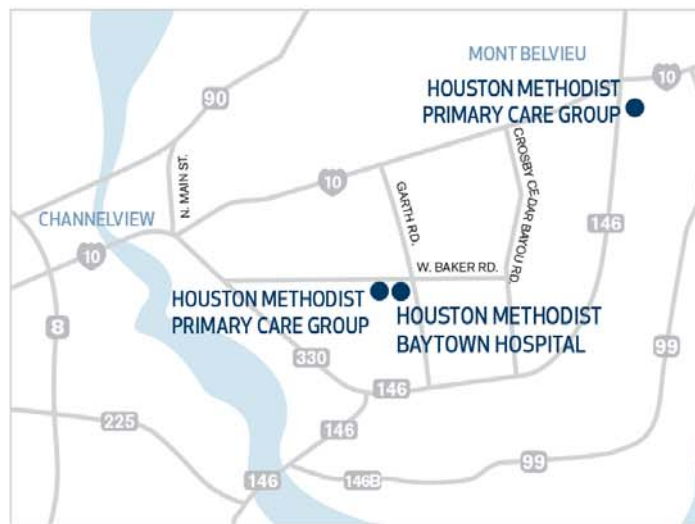 MONT BELVIEU
10
HOUSTON METHODIST
PRIMARY CARE GROUP
90
N. MAIN ST.
10
GARTH RD.
CROSBY CEDAR BAYOU RD.
CHANNELVIEW
146
10
W. BAKER RD.
HOUSTON METHODIST
PRIMARY CARE GROUP
HOUSTON METHODIST
BAYTOWN HOSPITAL
8
330
99
146
225
146
99
146
146B